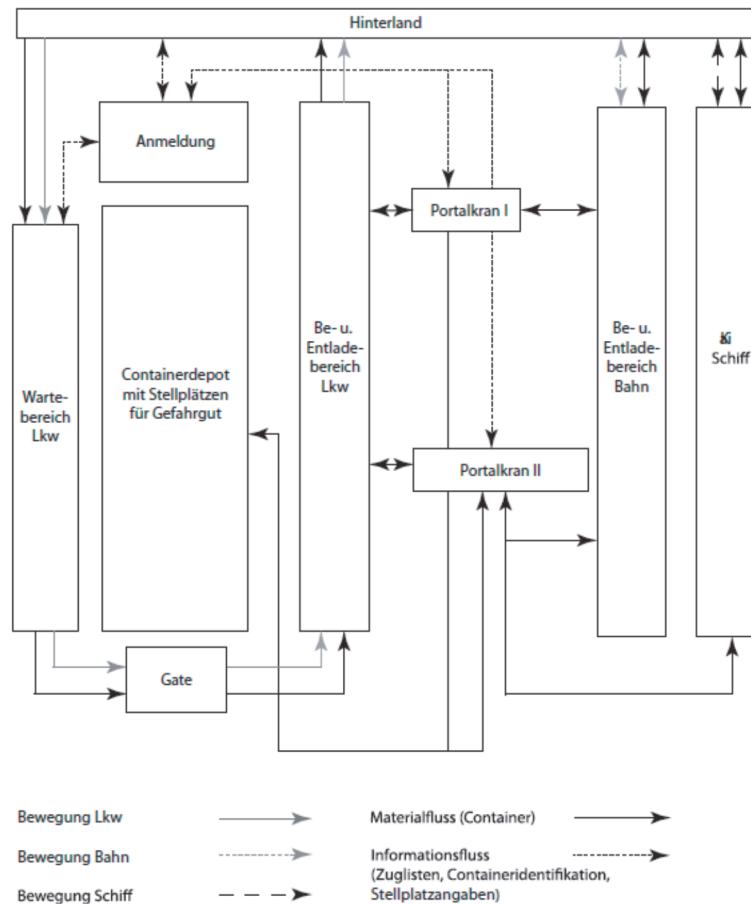 Hinterland
Anmeldung
Portalkran I
Be- u.
Entlade-
bereich
Lkw
Be- u.
Entlade-
bereich
Bahn
Schiff
Containerdepot
mit Stellplätzen
für Gefahrgut
Warte-
bereich
Lkw
Portalkran II
Gate
Bewegung Lkw
Materialfluss (Container)
Bewegung Bahn
Informationsfluss
(Zuglisten, Containeridentifikation,
Stellplatzangaben)
Bewegung Schiff